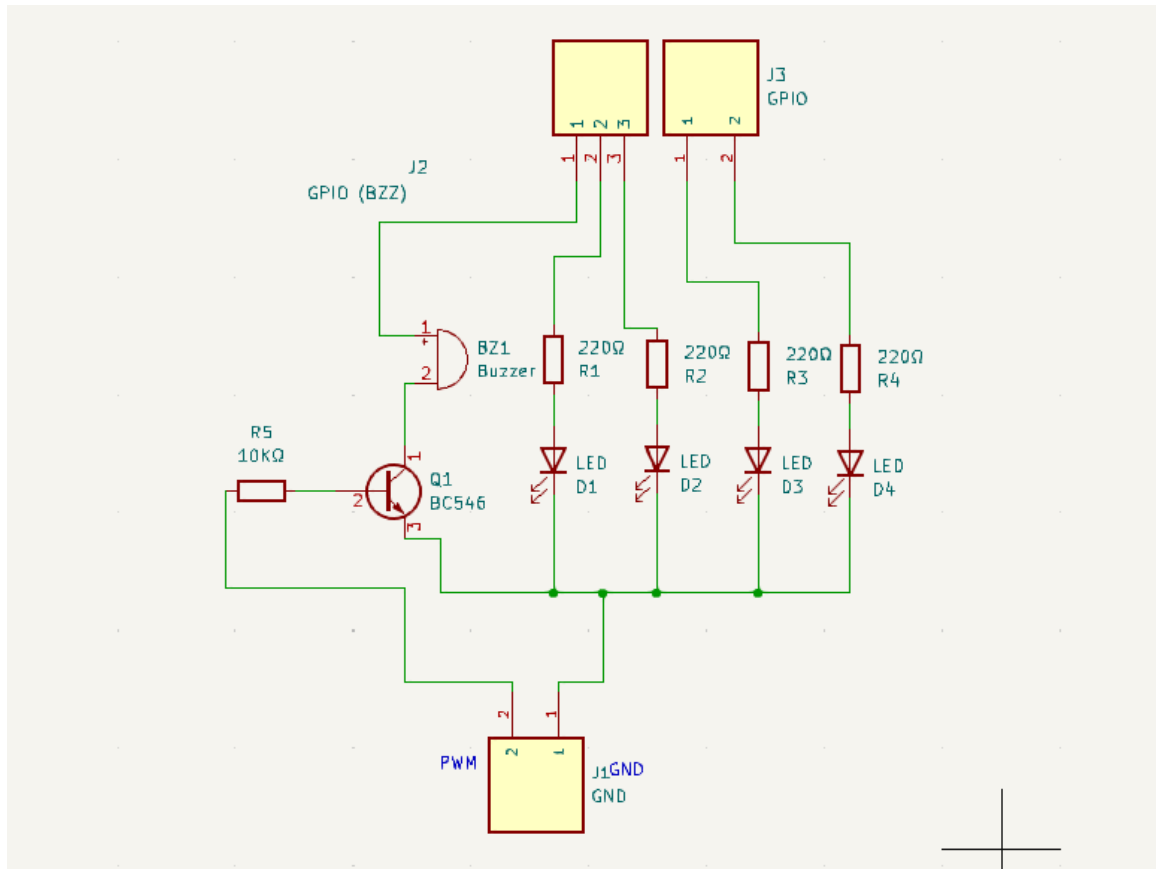 J3
GPIO
1 2 3
1 2
1 2 3
1 2
J2
GPIO (BZZ)
1
+
2
BZ1
Buzzer
220Ω
R1
220Ω
R2
220Ω
R3
220Ω
R4
R5
10KΩ
1
2
3
Q1
BC546
LED
D1
LED
D2
LED
D3
LED
D4
2 1
2 1
PWM
J1
GND
GND